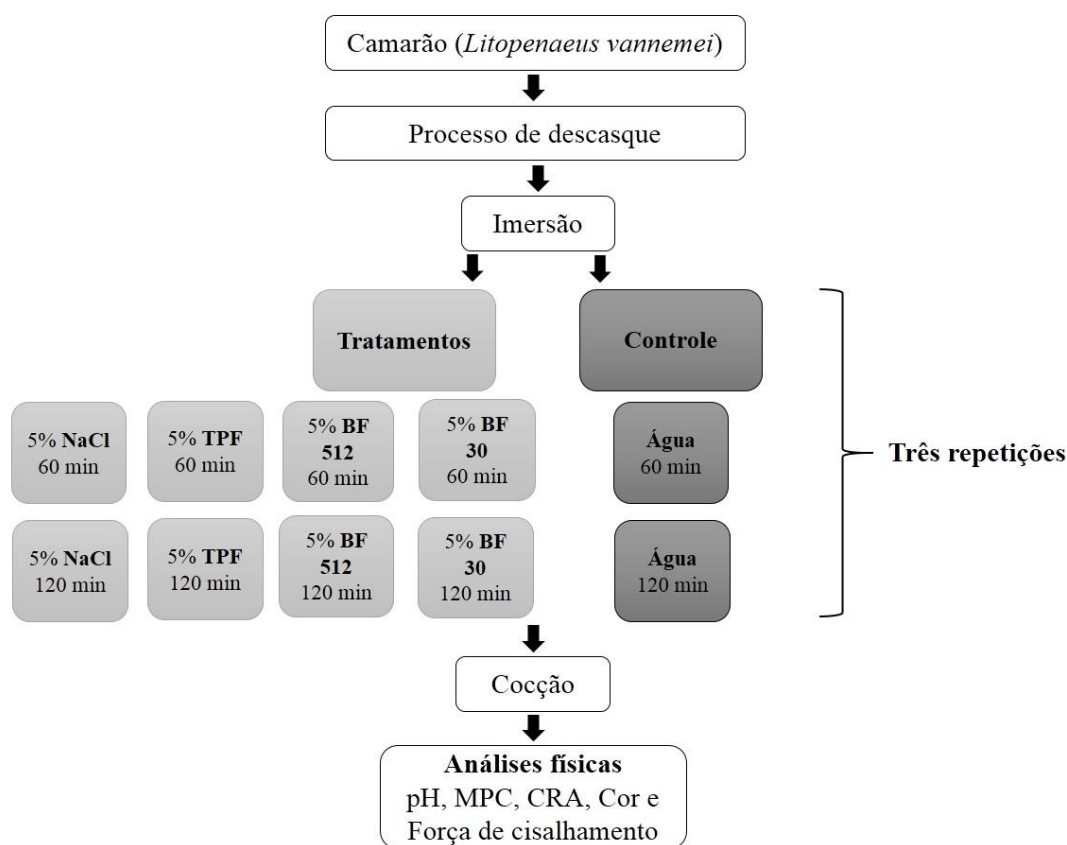 Camarão (Litopenaeus vannemei)
Processo de descasque
Imersão
Tratamentos
Controle
5% NaCl
60 min
5% TPF
60 min
5% BF
512
60 min
5% BF
30
60 min
Água
60 min
Três repetições
5% NaCl
120 min
5% TPF
120 min
5% BF
512
120 min
5% BF
30
120 min
Água
120 min
Cocção
Análises físicas
pH, MPC, CRA, Cor e
Força de cisalhamento